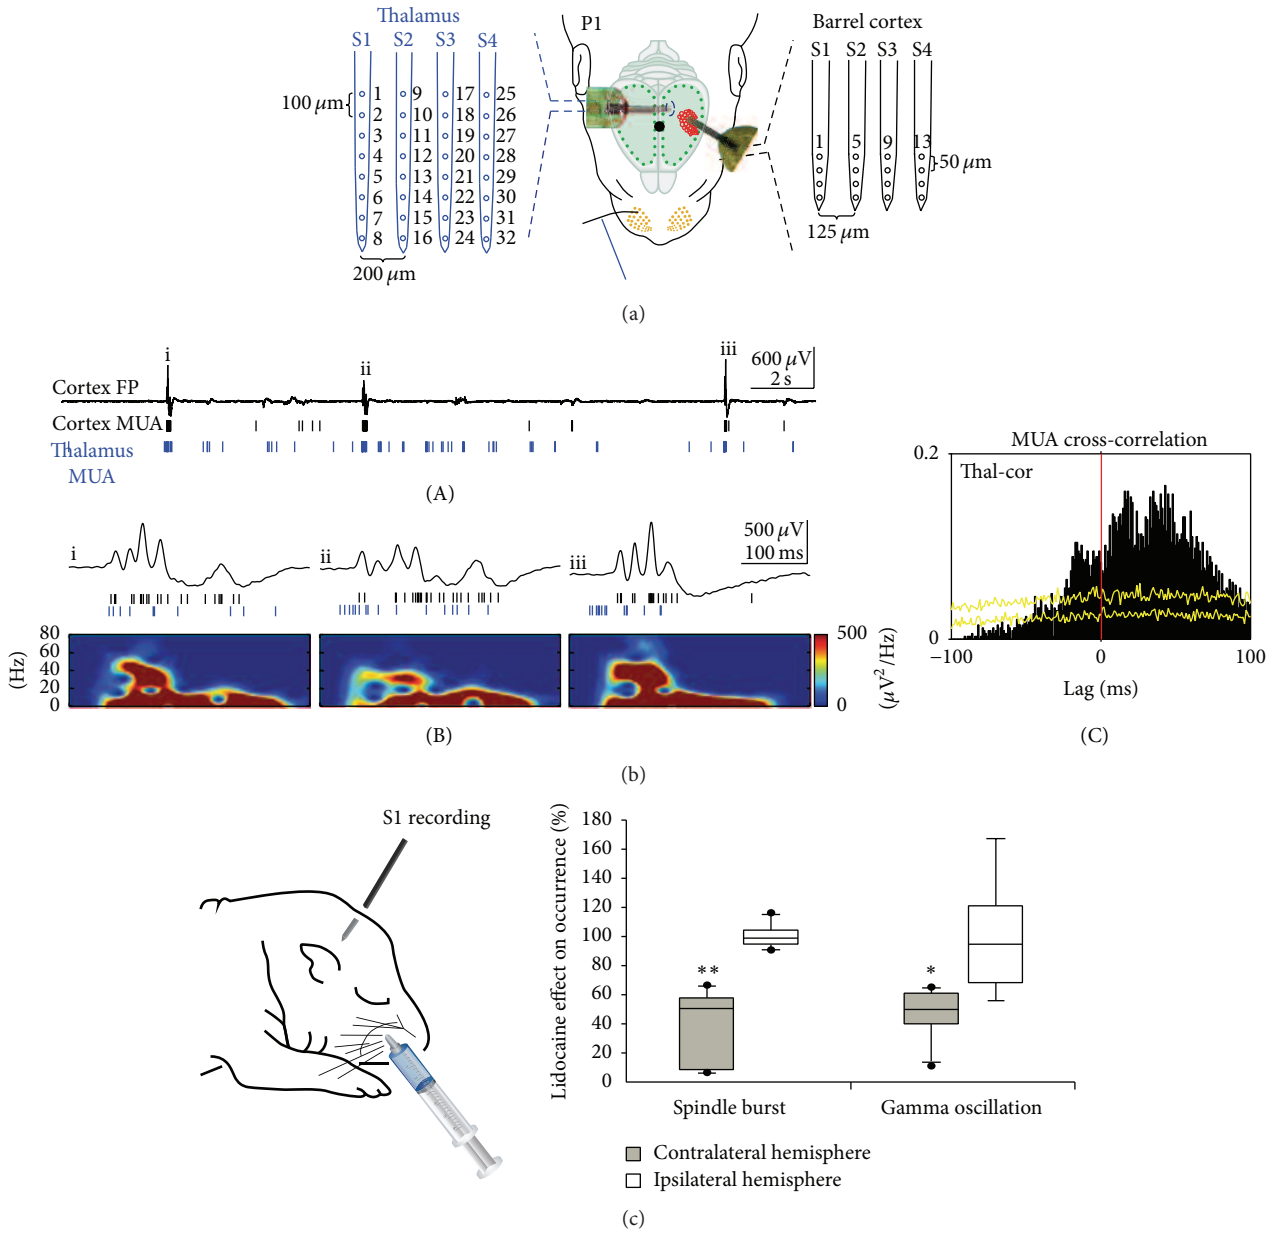 Thalamus
S1 S2 S3 S4
100 μm
1 9 17 25
2 10 18 26
3 11 19 27
4 12 20 28
5 13 21 29
6 14 22 30
7 15 23 31
8 16 24 32
200 μm
P1
Barrel cortex
S1 S2 S3 S4
1 5 9 13
50 μm
125 μm
(a)
i ii iii
600 μV
2 s
Cortex FP
Cortex MUA
Thalamus
MUA
(A)
i ii iii
500 μV
100 ms
80
60
40
20
0
(Hz)
500
0
(μV²/Hz)
(B)
MUA cross-correlation
Thal-cor
0.2
0
−100 0 100
Lag (ms)
(C)
(b)
S1 recording
Lidocaine effect on occurrence (%)
180
160
140
120
100
80
60
40
20
0
** *
Spindle burst Gamma oscillation
Contralateral hemisphere
Ipsilateral hemisphere
(c)